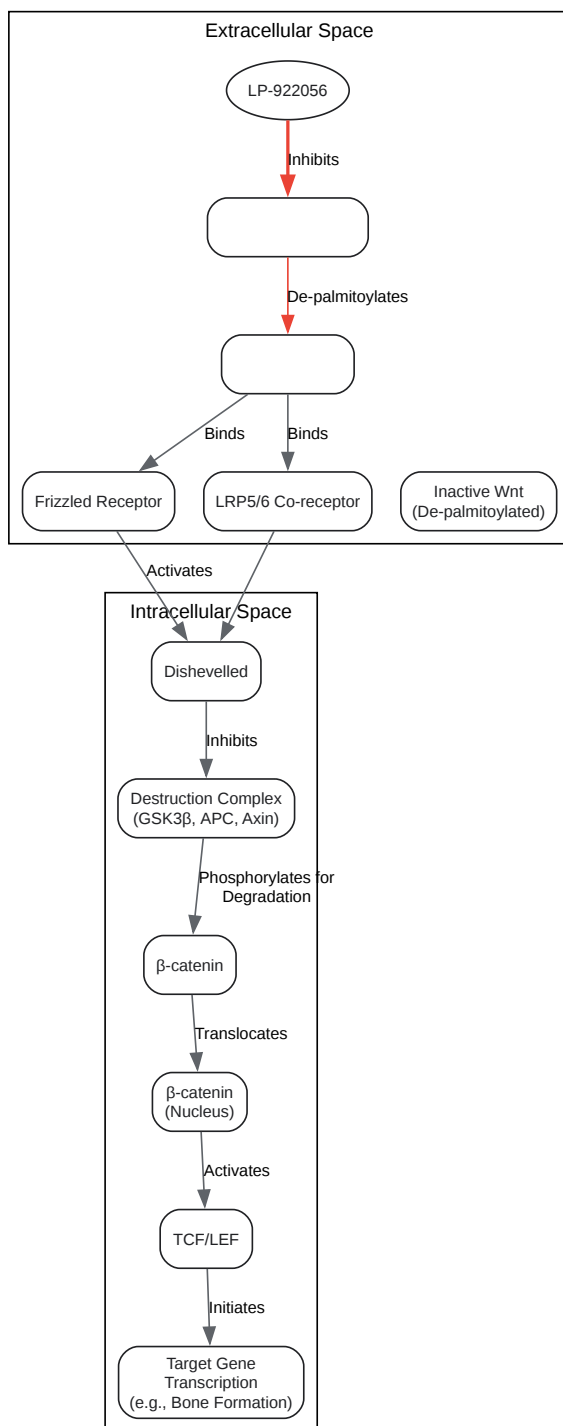 Extracellular Space
LP-922056
Inhibits
De-palmitoylates
Binds
Binds
Frizzled Receptor
LRP5/6 Co-receptor
Inactive Wnt
(De-palmitoylated)
Activates
Intracellular Space
Dishevelled
Inhibits
Destruction Complex
(GSK3β, APC, Axin)
Phosphorylates for
Degradation
β-catenin
Translocates
β-catenin
(Nucleus)
Activates
TCF/LEF
Initiates
Target Gene
Transcription
(e.g., Bone Formation)